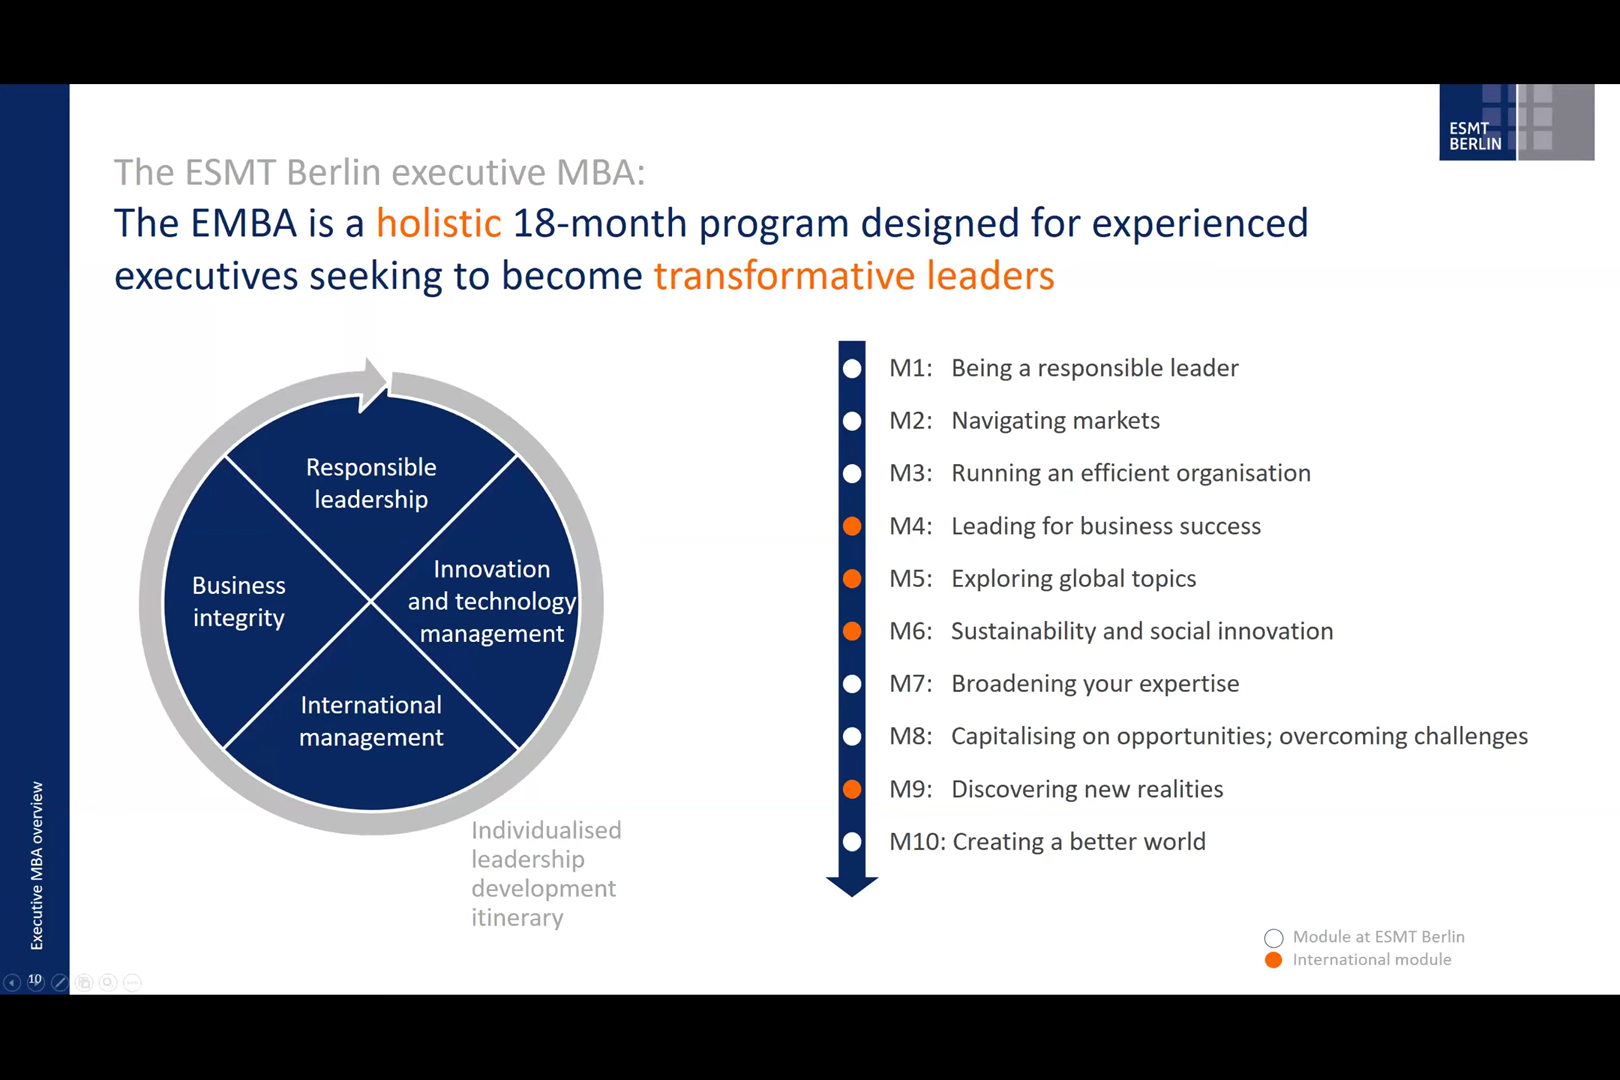 ESMT
BERLIN
The ESMT Berlin executive MBA:
The EMBA is a holistic 18-month program designed for experienced
executives seeking to become transformative leaders
Responsible
leadership
Innovation
and technology
management
International
management
Business
integrity
Individualised
leadership
development
itinerary
M1: Being a responsible leader
M2: Navigating markets
M3: Running an efficient organisation
M4: Leading for business success
M5: Exploring global topics
M6: Sustainability and social innovation
M7: Broadening your expertise
M8: Capitalising on opportunities; overcoming challenges
M9: Discovering new realities
M10: Creating a better world
Module at ESMT Berlin
International module
Executive MBA overview
10